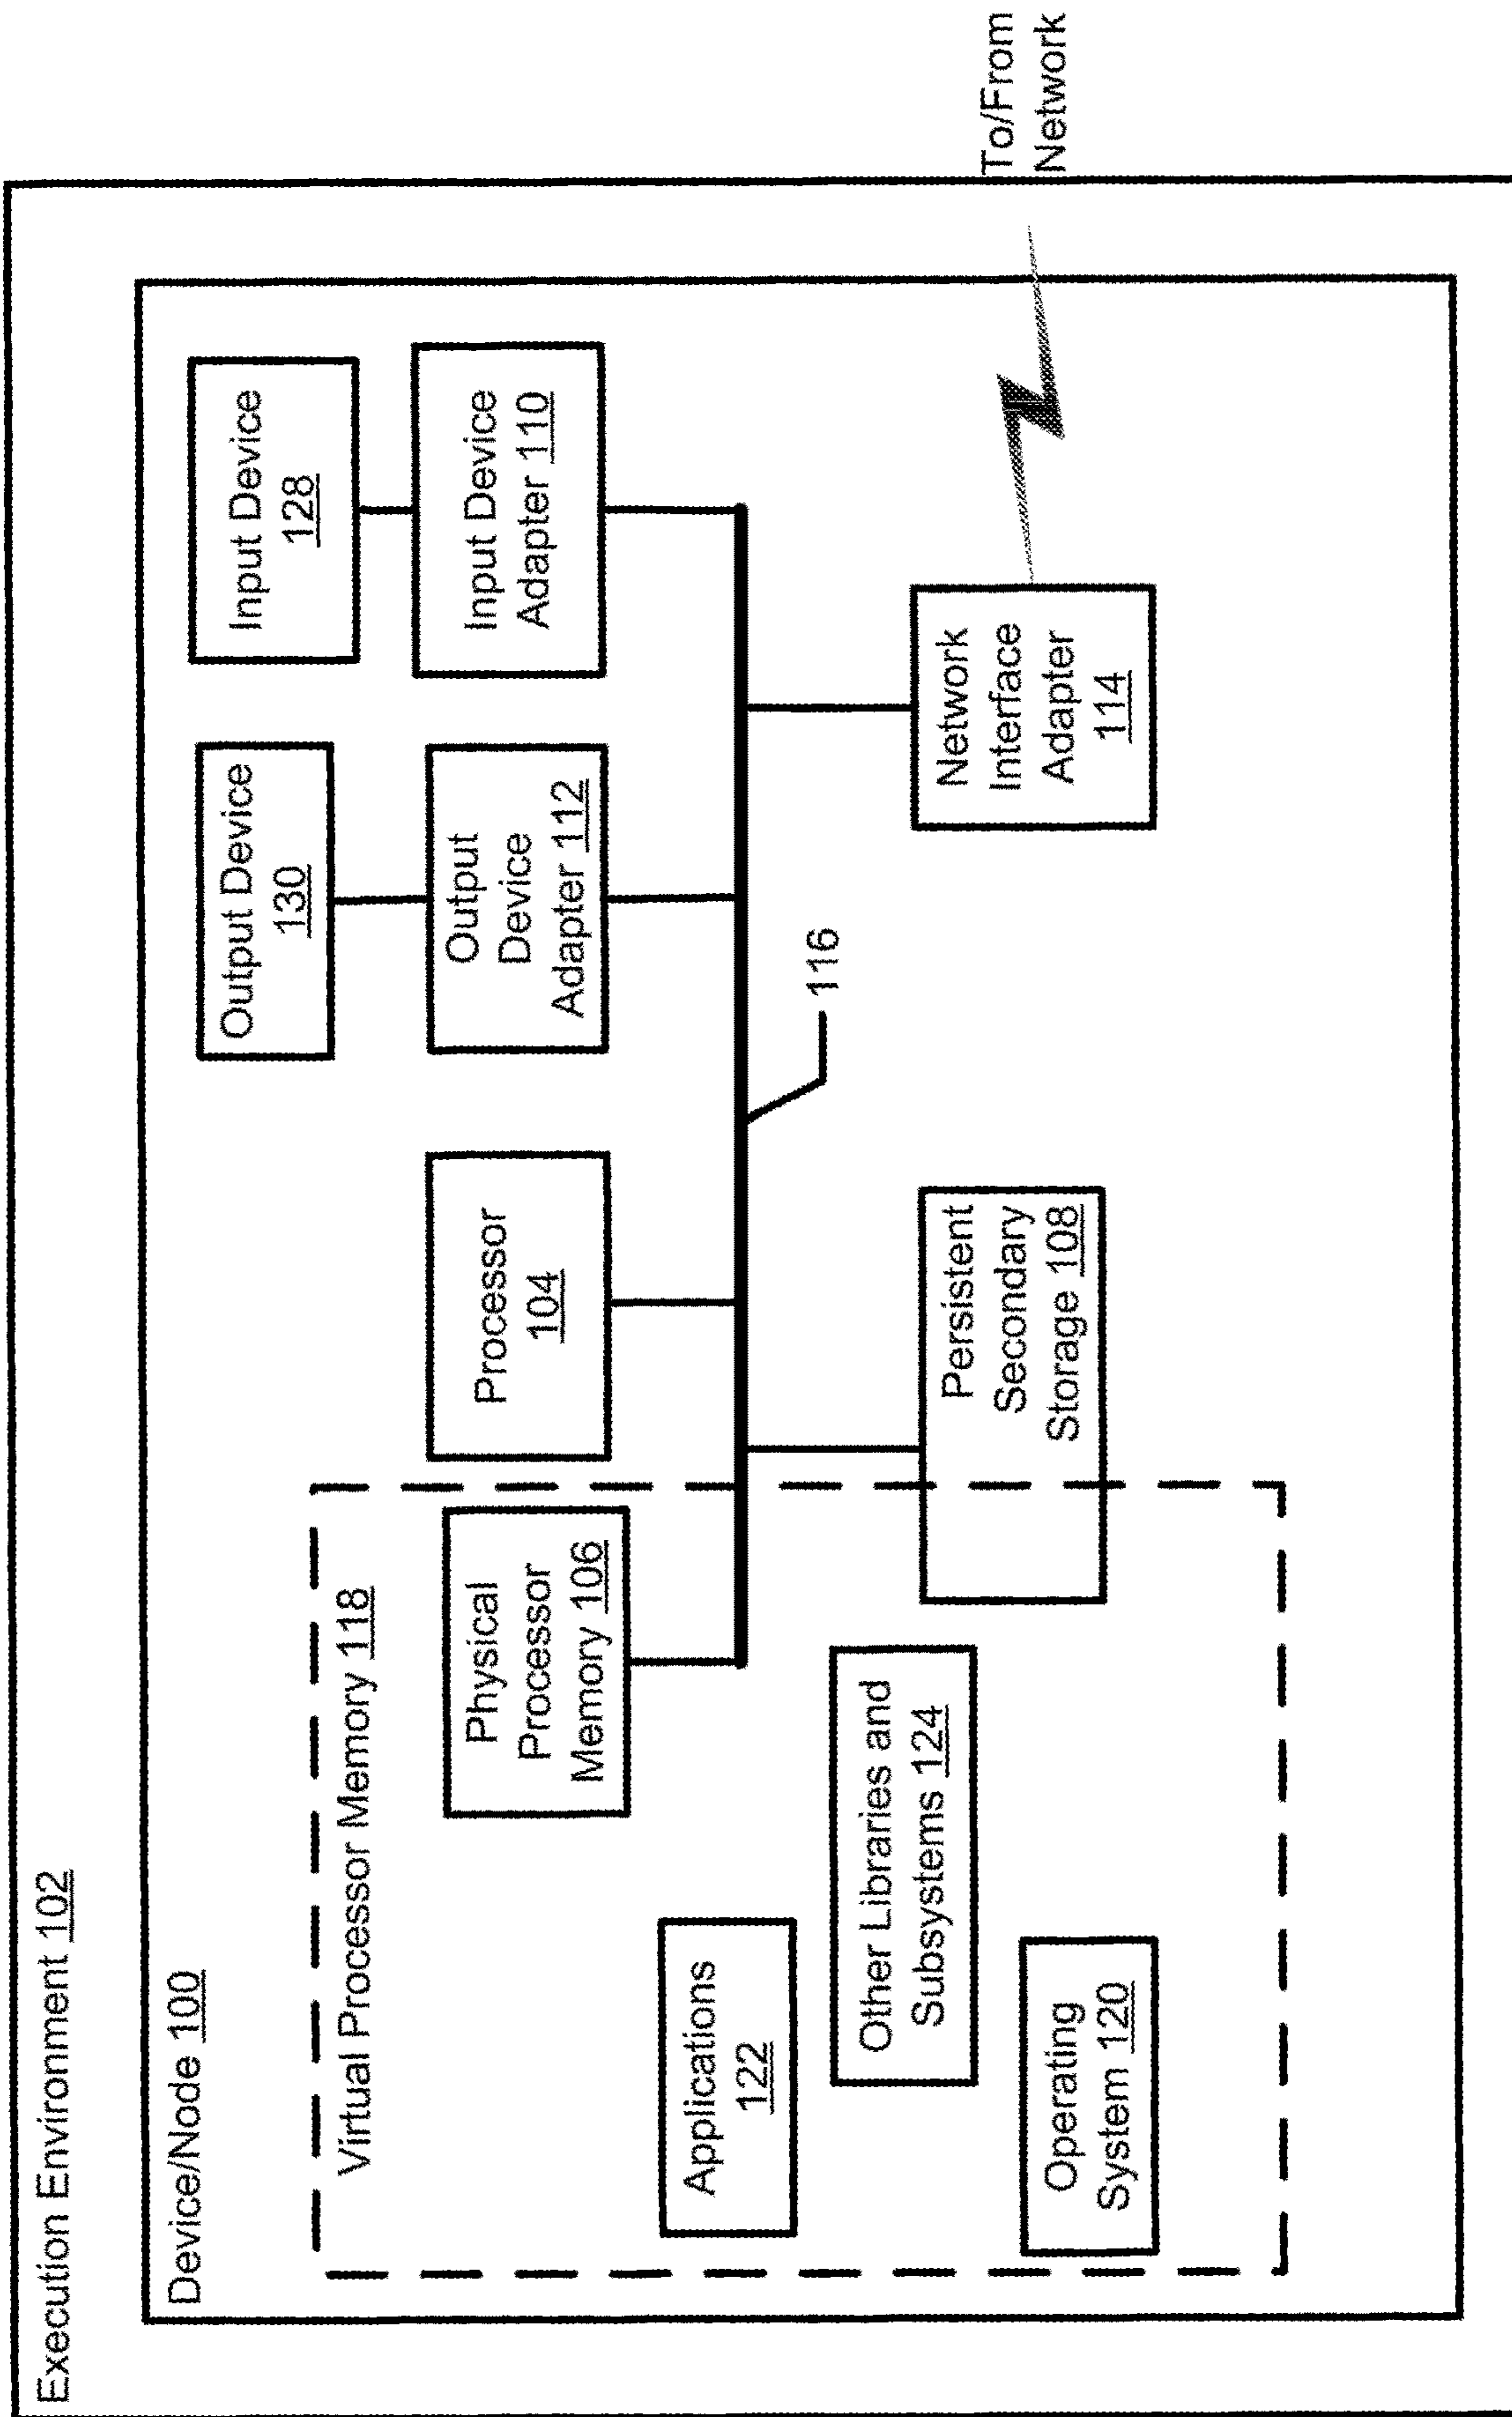 Execution Environment 102
Device/Node 100
Virtual Processor Memory 118
Physical
Processor
Memory 106
Processor
104
Output Device
130
Output
Device
Adapter 112
Input Device
128
Input Device
Adapter 110
Applications
122
Other Libraries and
Subsystems 124
Operating
System 120
Persistent
Secondary
Storage 108
116
Network
Interface
Adapter
114
To/From
Network